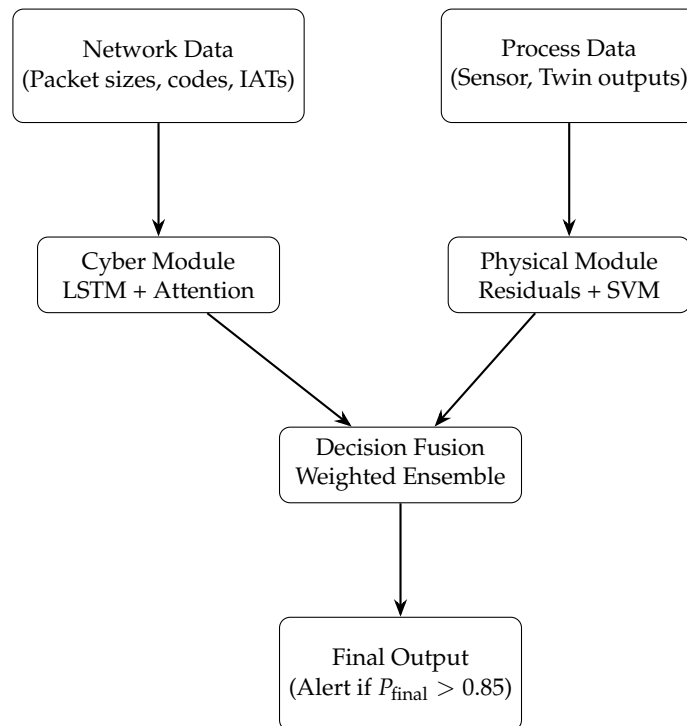 Network Data
(Packet sizes, codes, IATs)
Process Data
(Sensor, Twin outputs)
Cyber Module
LSTM + Attention
Physical Module
Residuals + SVM
Decision Fusion
Weighted Ensemble
Final Output
(Alert if P_final > 0.85)